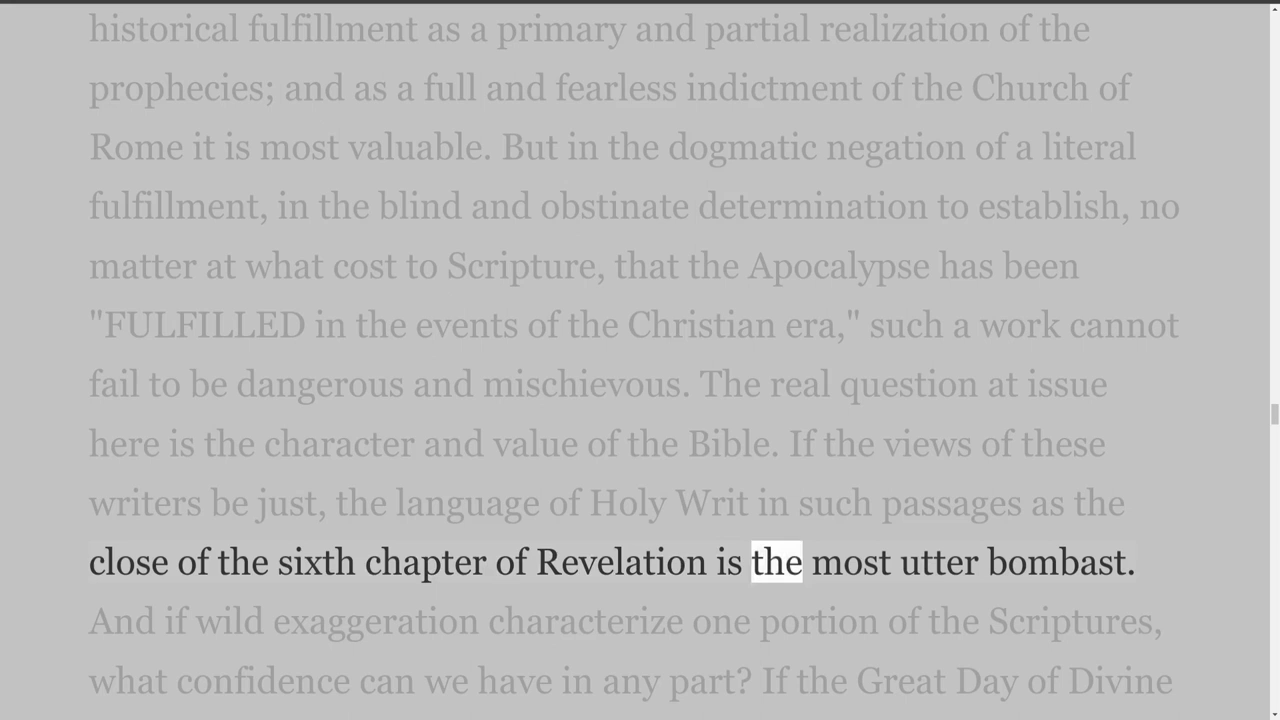 historical fulfillment as a primary and partial realization of the
prophecies; and as a full and fearless indictment of the Church of
Rome it is most valuable. But in the dogmatic negation of a literal
fulfillment, in the blind and obstinate determination to establish, no
matter at what cost to Scripture, that the Apocalypse has been
"FULFILLED in the events of the Christian era," such a work cannot
fail to be dangerous and mischievous. The real question at issue
here is the character and value of the Bible. If the views of these
writers be just, the language of Holy Writ in such passages as the
close of the sixth chapter of Revelation is the most utter bombast.
And if wild exaggeration characterize one portion of the Scriptures,
what confidence can we have in any part? If the Great Day of Divine